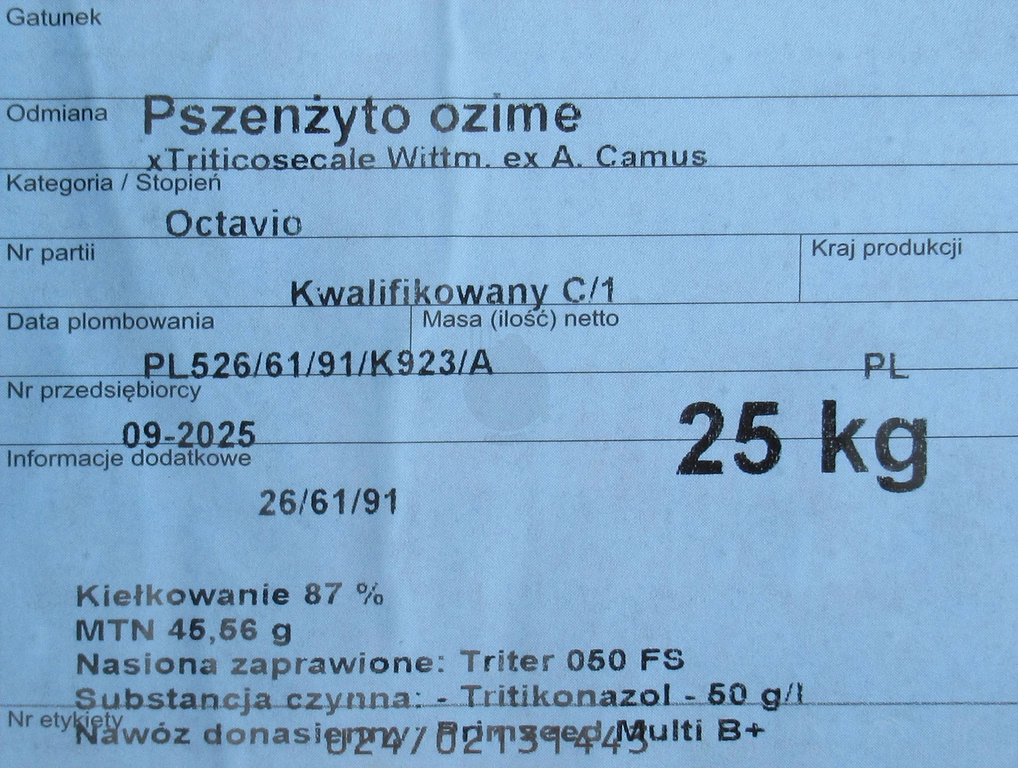 Gatunek
Odmiana Pszenżyto ozime
xTriticosecale Wittm. ex A. Camus
Kategoria / Stopień
Octavio
Nr partii Kraj produkcji
Kwalifikowany C/1
Data plombowania Masa (ilość) netto
PL526/61/91/K923/A PL
Nr przedsiębiorcy
09-2025 25 kg
Informacje dodatkowe
26/61/91
Kiełkowanie 87 %
MTN 45,56 g
Nasiona zaprawione: Triter 050 FS
Substancja czynna: - Tritikonazol - 50 g/l
Nr etykiety
Nawóz donasienny: Primseed Multi B+
024702131443